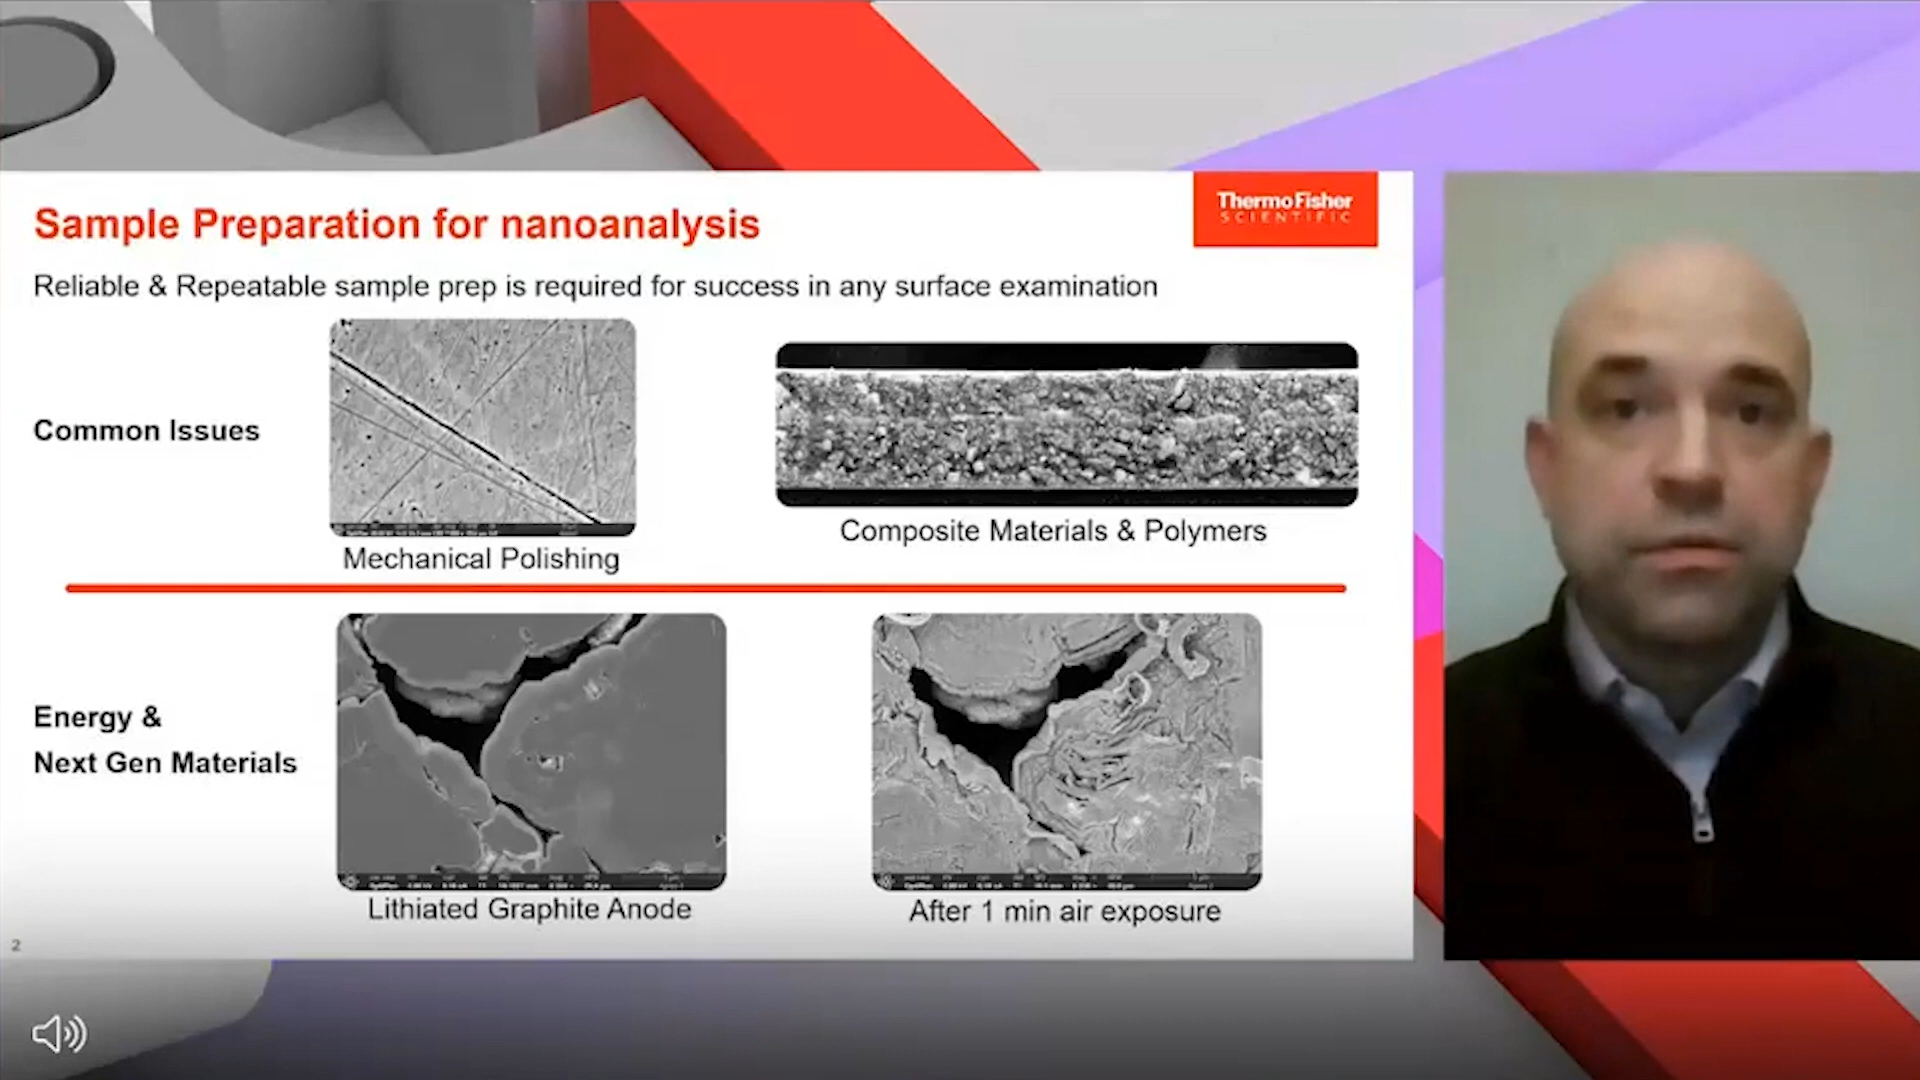 Sample Preparation for nanoanalysis
ThermoFisher
SCIENTIFIC
Reliable & Repeatable sample prep is required for success in any surface examination
Common Issues
Mechanical Polishing
Composite Materials & Polymers
Energy &
Next Gen Materials
Lithiated Graphite Anode
After 1 min air exposure
2